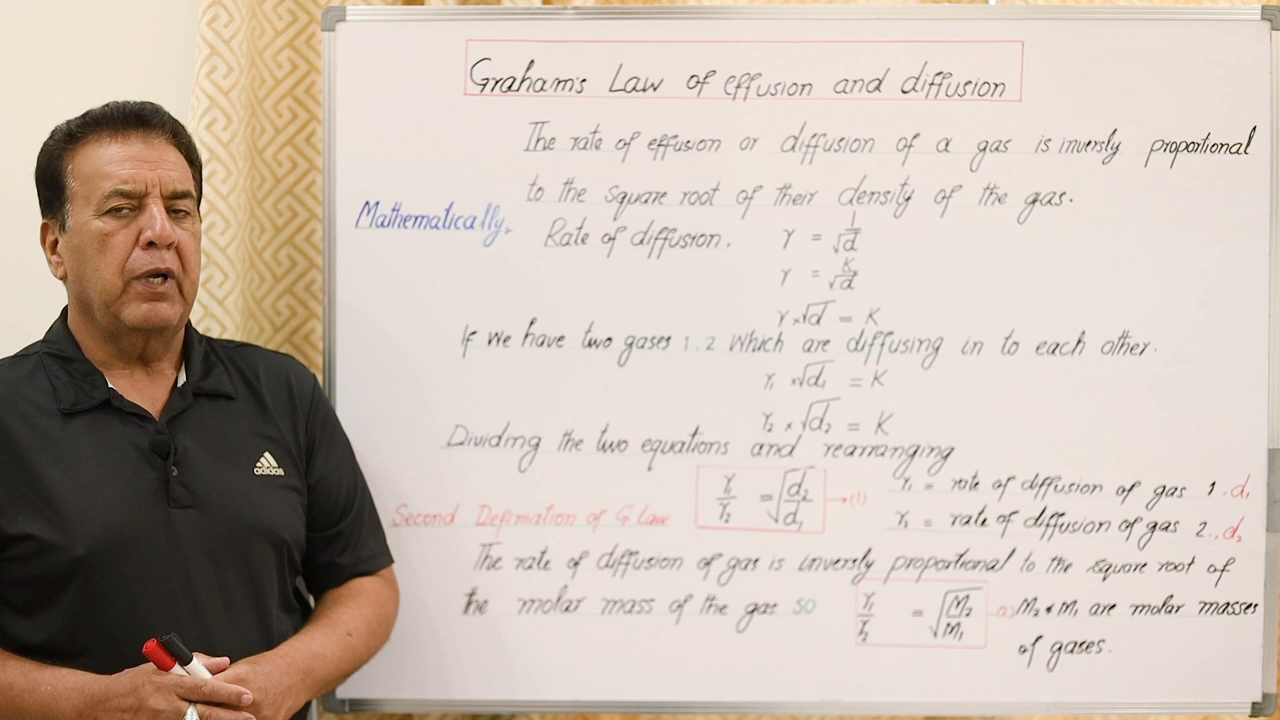 Graham's Law of effusion and diffusion
The rate of effusion or diffusion of a gas is inversly proportional
to the square root of their density of the gas.
Mathematically,
Rate of diffusion. r = 1/√d
r = K/√d
r × √d = K
If we have two gases 1.2 Which are diffusing in to each other.
r₁ × √d₁ = K
r₂ × √d₂ = K
Dividing the two equations and rearranging
r₁/r₂ = √d₂/d₁ → (1)
r₁ = rate of diffusion of gas 1. d₁
r₁ = rate of diffusion of gas 2., d₂
Second Defination of G Law
The rate of diffusion of gas is inversly proportional to the square root of
the molar mass of the gas so r₁/r₂ = √M₂/M₁ M₂ & M₁ are molar masses
of gases.
adidas